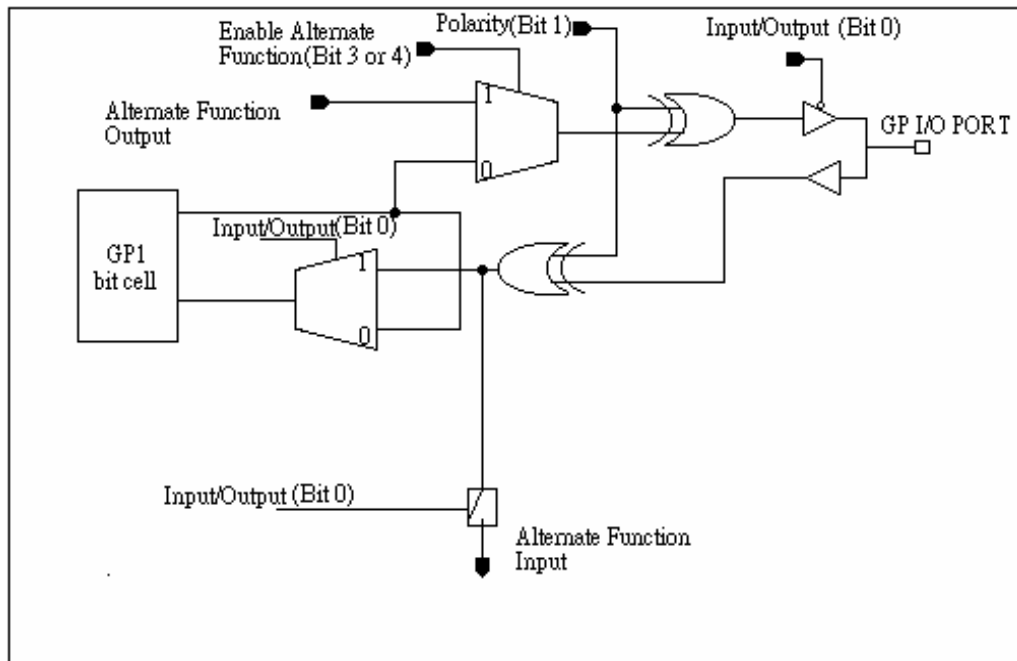 Polarity(Bit 1)
Input/Output (Bit 0)
Enable Alternate
Function(Bit 3 or 4)
1
Alternate Function
Output
GP I/O PORT
0
Input/Output(Bit 0)
GP1
bit cell
1
0
Input/Output (Bit 0)
Alternate Function
Input